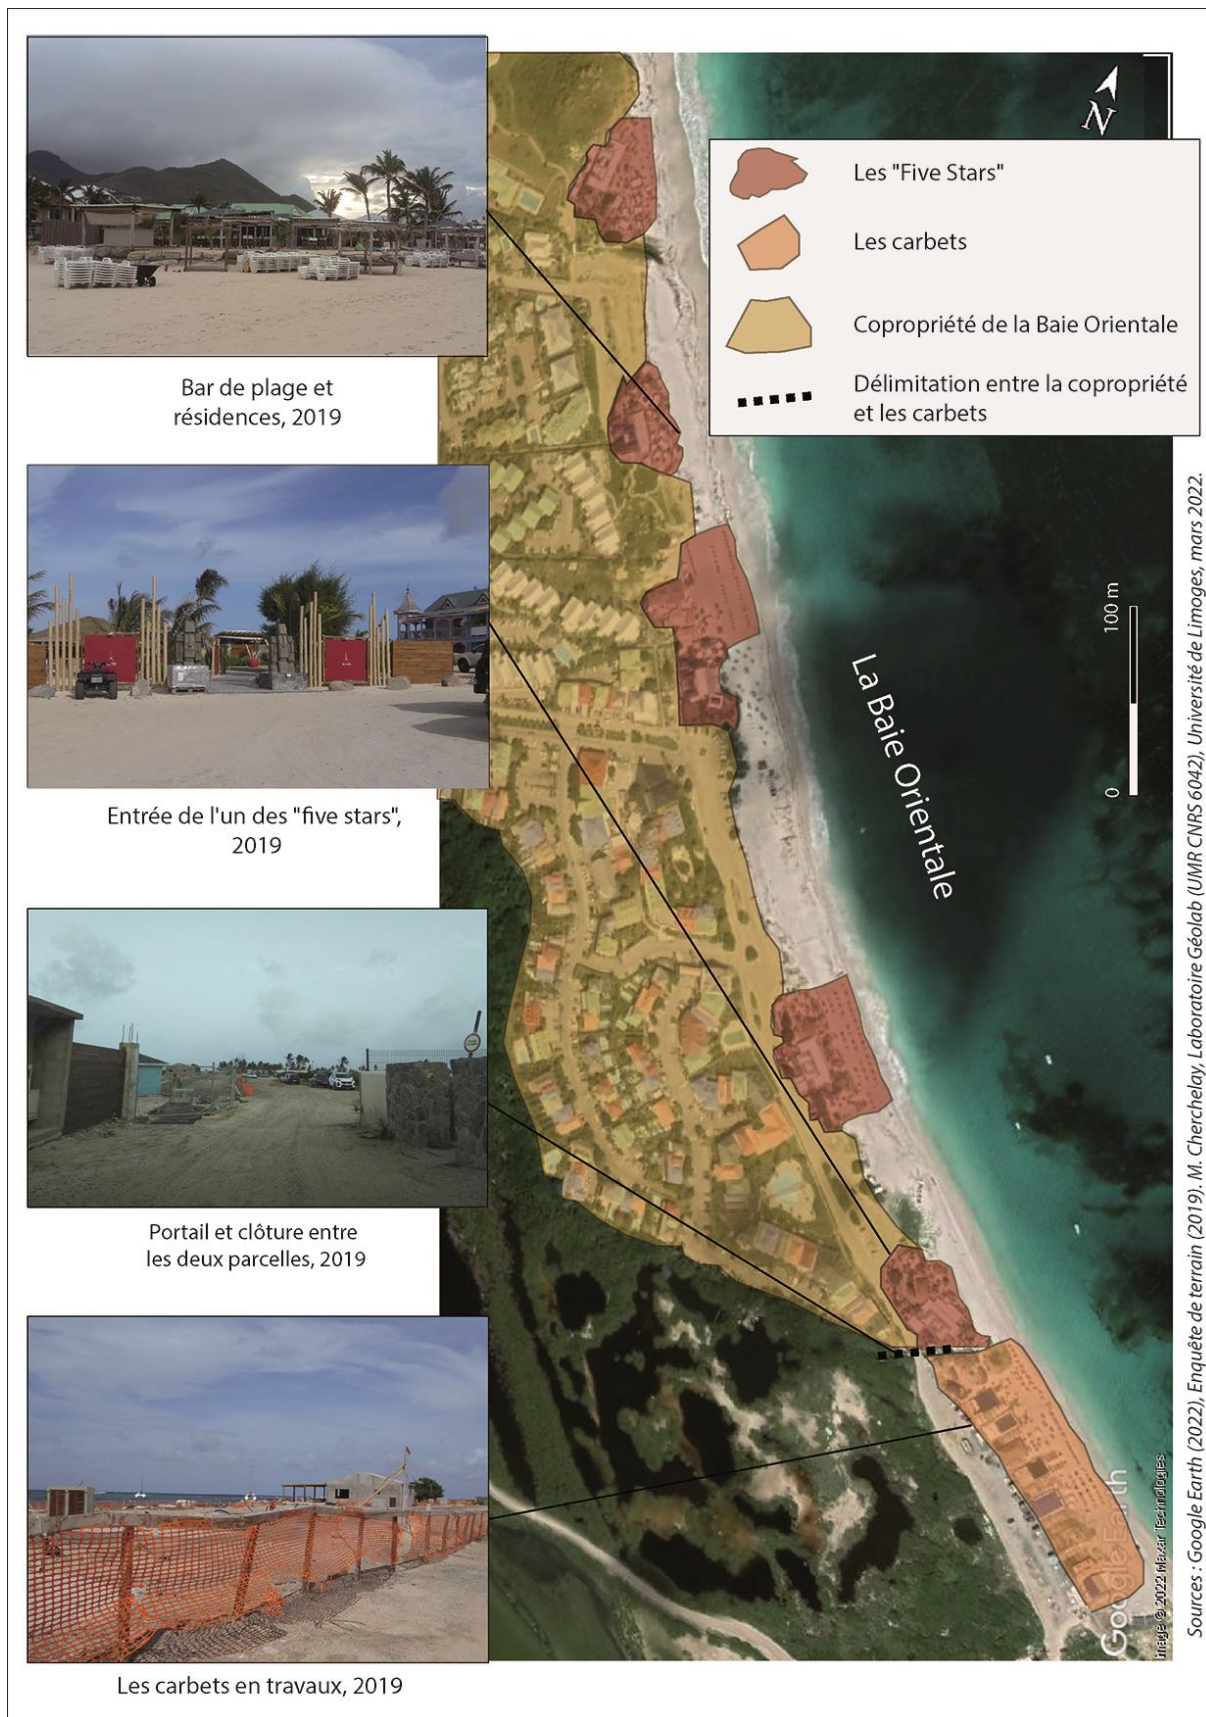 Bar de plage et
résidences, 2019
Entrée de l'un des "five stars",
2019
Portail et clôture entre
les deux parcelles, 2019
Les carbets en travaux, 2019
N
Les "Five Stars"
Les carbets
Copropriété de la Baie Orientale
Délimitation entre la copropriété
et les carbets
La Baie Orientale
0
100 m
Google Earth
Image © 2022 Maxar Technologies
Sources : Google Earth (2022), Enquête de terrain (2019). M. Cherchelay, Laboratoire Géolab (UMR CNRS 6042), Université de Limoges, mars 2022.